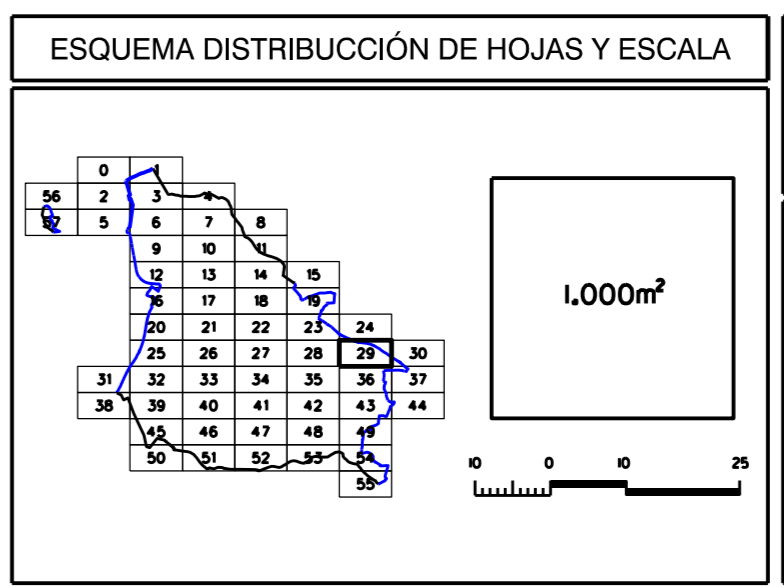 ESQUEMA DISTRIBUCCIÓN DE HOJAS Y ESCALA
0 1
56 2 3 4
57 5 6 7 8
9 10 11
12 13 14 15
16 17 18 19
20 21 22 23 24
25 26 27 28 29 30
31 32 33 34 35 36 37
38 39 40 41 42 43 44
45 46 47 48 49
50 51 52 53 54
55
1.000m²
10 0 10 25